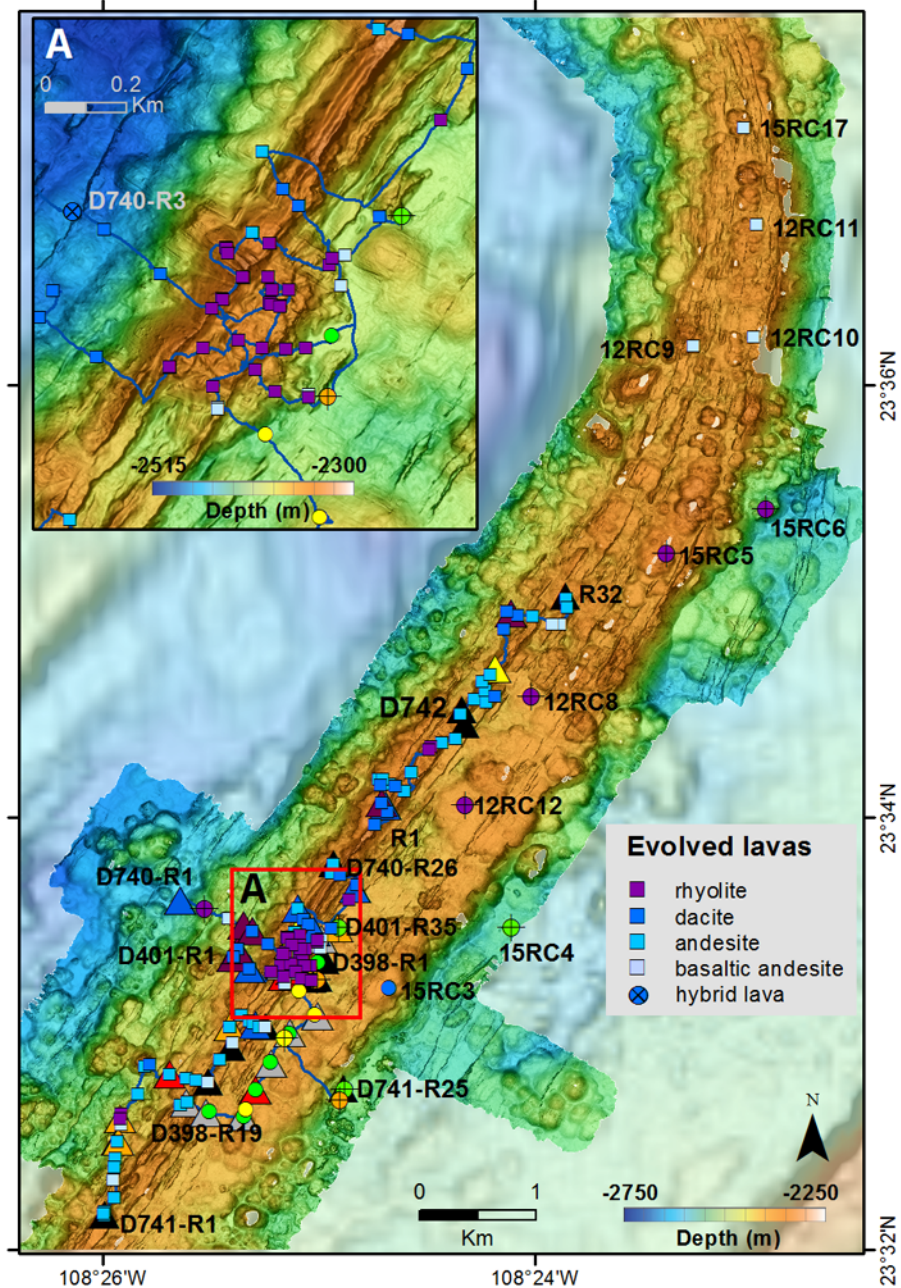 A
0 0.2
Km
D740-R3
-2515 -2300
Depth (m)
15RC17
12RC11
12RC9
12RC10
23°36'N
15RC6
15RC5
R32
12RC8
D742
12RC12
R1
23°34'N
Evolved lavas
rhyolite
dacite
andesite
basaltic andesite
hybrid lava
D740-R26
D740-R1
A
D401-R35
15RC4
D401-R1
D398-R1
15RC3
D741-R25
D398-R19
N
0 1
Km
-2750 -2250
Depth (m)
D741-R1
23°32'N
108°26'W 108°24'W